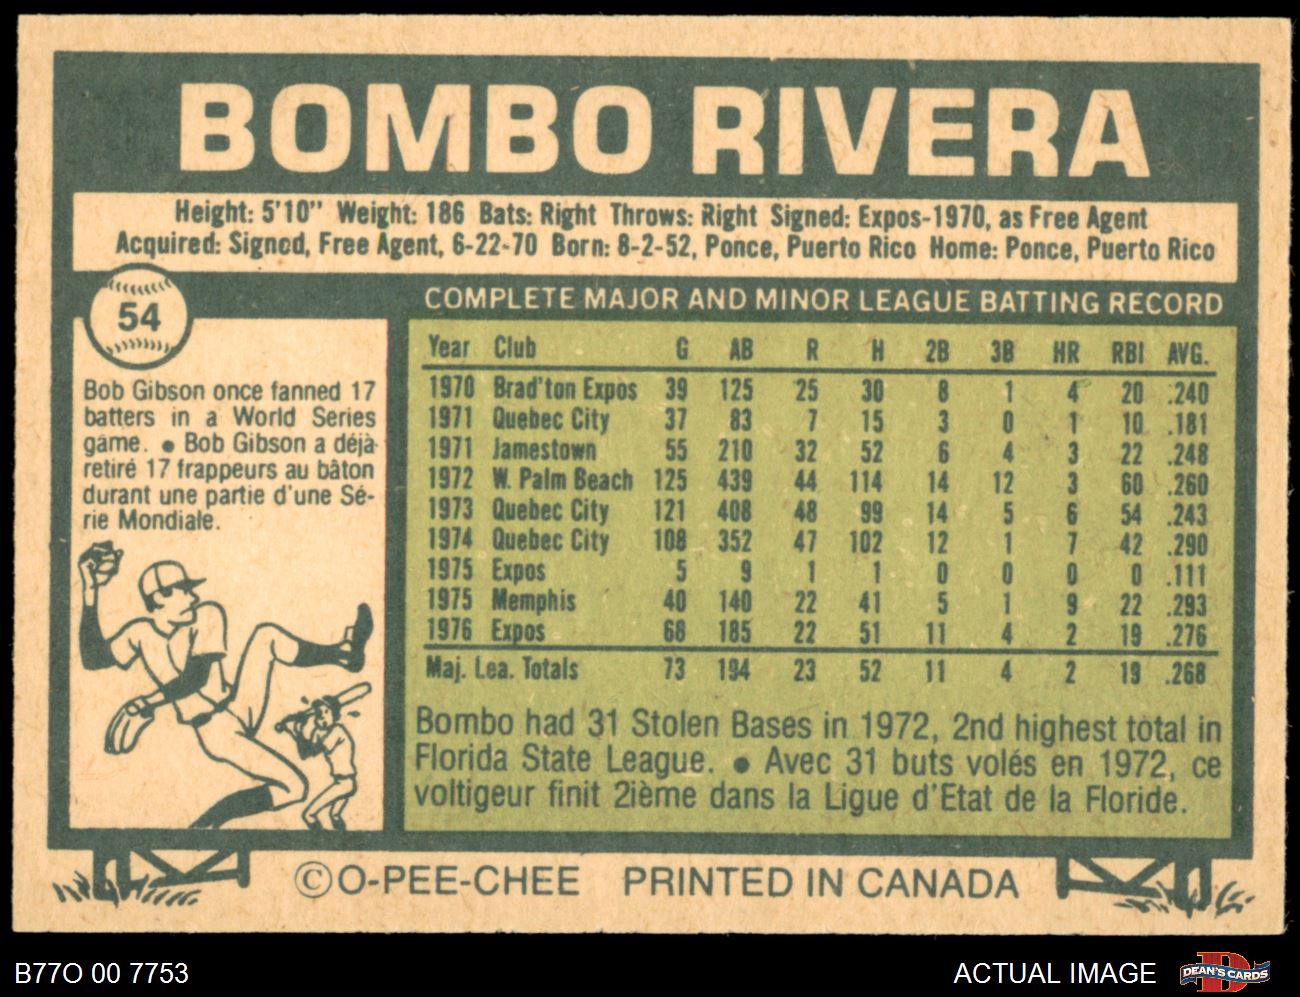 BOMBO RIVERA
Height: 5'10" Weight: 186 Bats: Right Throws: Right Signed: Expos-1970, as Free Agent
Acquired: Signed, Free Agent, 6-22-70 Born: 8-2-52, Ponce, Puerto Rico Home: Ponce, Puerto Rico
54
Bob Gibson once fanned 17
batters in a World Series
game. ● Bob Gibson a déjà
retiré 17 frappeurs au bâton
durant une partie d'une Sé-
rie Mondiale.
COMPLETE MAJOR AND MINOR LEAGUE BATTING RECORD
Year Club G AB R H 2B 3B HR RBI AVG.
1970 Brad'ton Expos 39 125 25 30 8 1 4 20 .240
1971 Quebec City 37 83 7 15 3 0 1 10 .181
1971 Jamestown 55 210 32 52 6 4 3 22 .248
1972 W. Palm Beach 125 439 44 114 14 12 3 60 .260
1973 Quebec City 121 408 48 99 14 5 6 54 .243
1974 Quebec City 108 352 47 102 12 1 7 42 .290
1975 Expos 5 9 1 1 0 0 0 0 .111
1975 Memphis 40 140 22 41 5 1 9 22 .293
1976 Expos 68 185 22 51 11 4 2 19 .276
Maj. Lea. Totals 73 194 23 52 11 4 2 19 .268
Bombo had 31 Stolen Bases in 1972, 2nd highest total in
Florida State League. ● Avec 31 buts volés en 1972, ce
voltigeur finit 2ième dans la Ligue d'Etat de la Floride.
©O-PEE-CHEE PRINTED IN CANADA
B77O 00 7753
ACTUAL IMAGE
D
DEAN'S CARDS